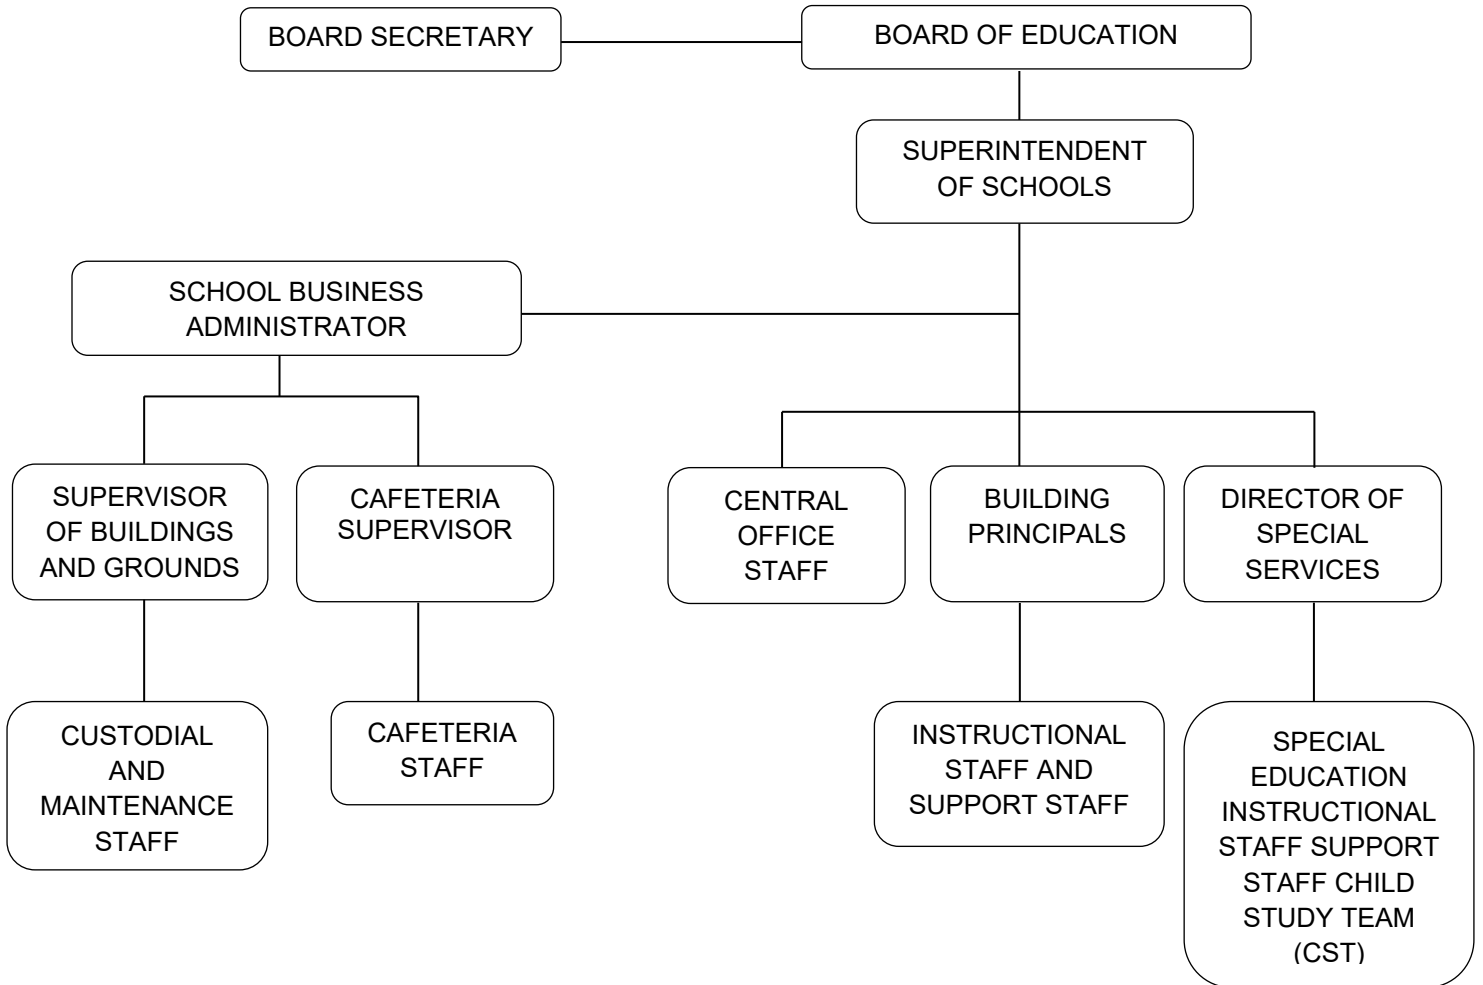 BOARD SECRETARY
BOARD OF EDUCATION
SUPERINTENDENT
OF SCHOOLS
SCHOOL BUSINESS
ADMINISTRATOR
SUPERVISOR
OF BUILDINGS
AND GROUNDS
CAFETERIA
SUPERVISOR
CENTRAL
OFFICE
STAFF
BUILDING
PRINCIPALS
DIRECTOR OF
SPECIAL
SERVICES
CUSTODIAL
AND
MAINTENANCE
STAFF
CAFETERIA
STAFF
INSTRUCTIONAL
STAFF AND
SUPPORT STAFF
SPECIAL
EDUCATION
INSTRUCTIONAL
STAFF SUPPORT
STAFF CHILD
STUDY TEAM
(CST)